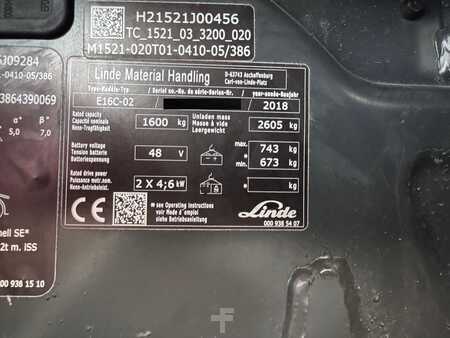 H21521J00456
TC_1521_03_3200_020
M1521-020T01-0410-05/386
J09284
0410-05/386
3864390069
α° β°
5,0 7,0
nell SE*
2t m. ISS
00 938 15 10
Linde Material Handling
D-63743 Aschaffenburg
Carl-von-Linde-Platz
Type-Modèle-Typ / Serial no.-No. de série-Serien-Nr. / year-année-Baujahr
E16C-02 / / 2018
Rated capacity
Capacité nominale
Nenn-Tragfähigkeit
1600 kg
Unladen mass
Masse à vide
Leergewicht
2605 kg
Battery voltage
Tension batterie
Batteriespannung
48 V
max. 743 kg
min. 673 kg
Rated drive power
Puissance motr.nom.
Nenn-Antriebsleist.
2 X 4,6 kW
* kg
CE
* see Operating Instructions
voir Mode d'emploi
siehe Betriebsanleitung
Linde
000 938 54 07